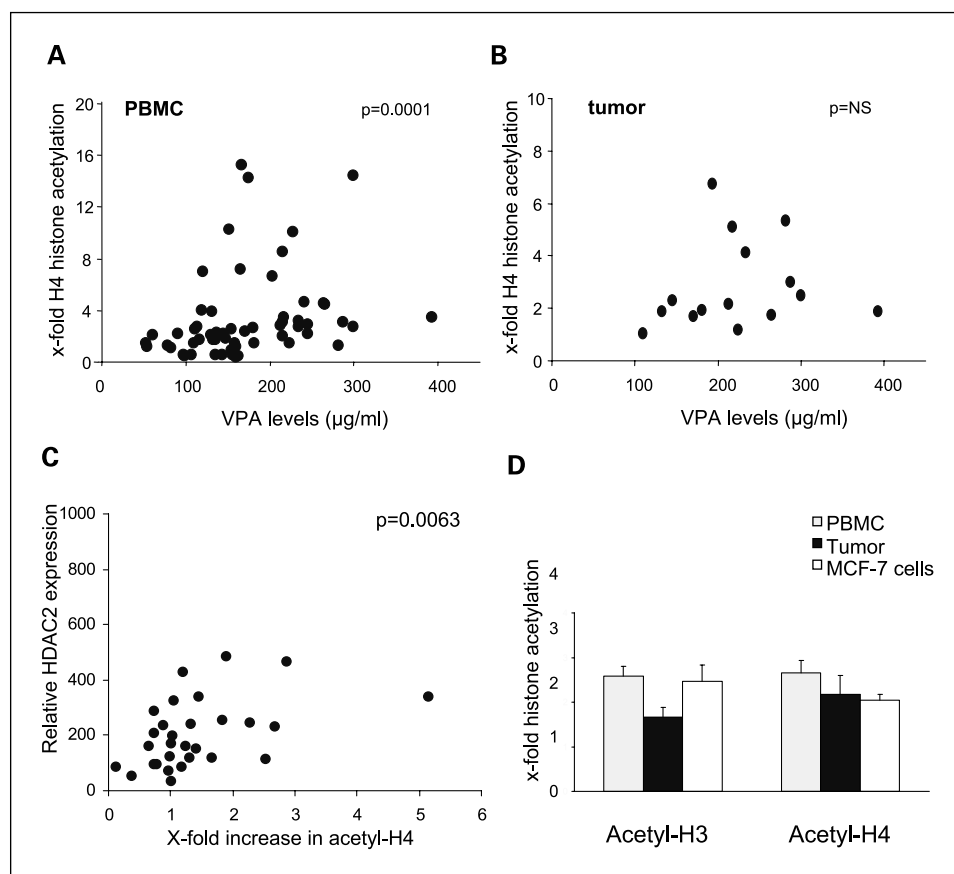 A
PBMC
p=0.0001
x-fold H4 histone acetylation
20
16
12
8
4
0
0
100
200
300
400
VPA levels (µg/ml)
B
tumor
p=NS
x-fold H4 histone acetylation
10
8
6
4
2
0
100
200
300
400
VPA levels (µg/ml)
C
p=0.0063
Relative HDAC2 expression
1000
800
600
400
200
0
0
1
2
3
4
5
6
X-fold increase in acetyl-H4
D
PBMC
Tumor
MCF-7 cells
x-fold histone acetylation
4
3
2
1
0
Acetyl-H3
Acetyl-H4